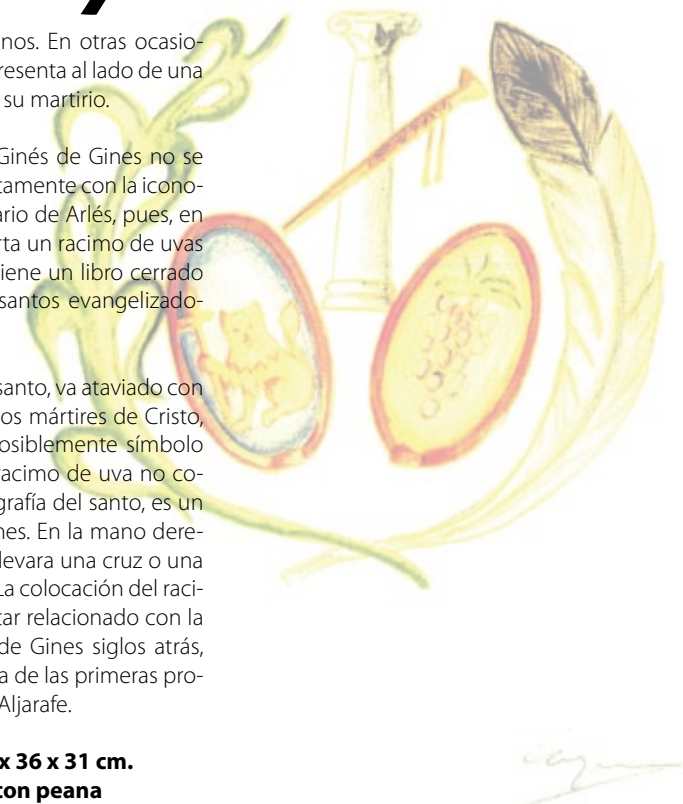 nos. En otras ocasio-
resenta al lado de una
su martirio.
Ginés de Gines no se
tamente con la icono-
ario de Arlés, pues, en
rta un racimo de uvas
iene un libro cerrado
santos evangelizado-
santo, va ataviado con
os mártires de Cristo,
osiblemente símbolo
racimo de uva no co-
grafía del santo, es un
nes. En la mano dere-
levara una cruz o una
La colocación del raci-
tar relacionado con la
de Gines siglos atrás,
a de las primeras pro-
Aljarafe.
x 36 x 31 cm.
con peana